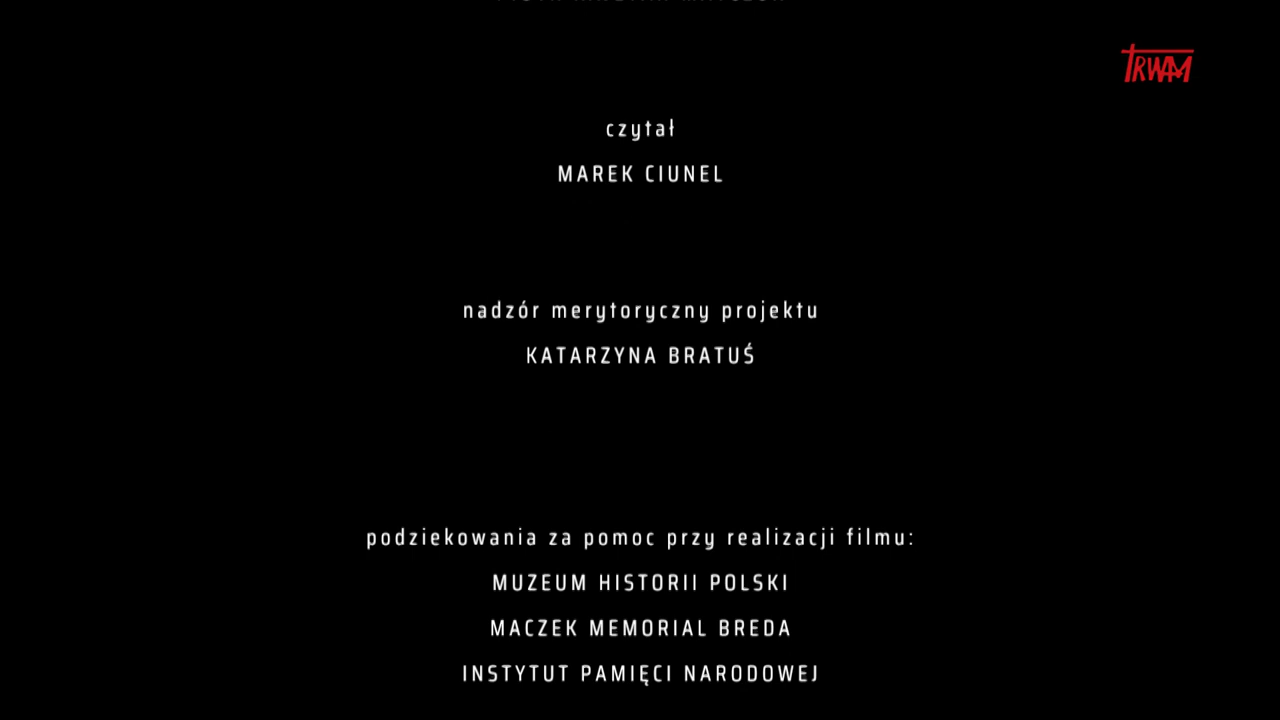 TRWAM
czytał
MAREK CIUNEL
nadzór merytoryczny projektu
KATARZYNA BRATUŚ
podziekowania za pomoc przy realizacji filmu:
MUZEUM HISTORII POLSKI
MACZEK MEMORIAL BREDA
INSTYTUT PAMIĘCI NARODOWEJ